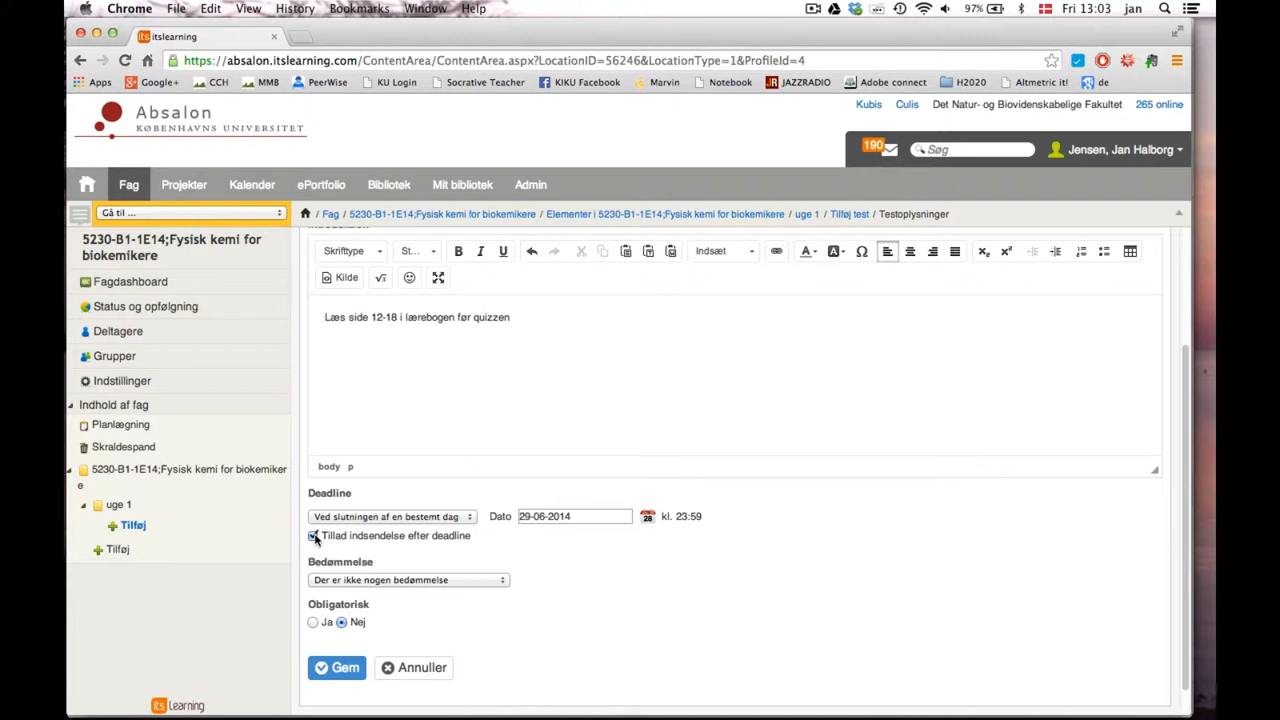 Chrome File Edit View History Bookmarks Window Help 97% Fri 13:03 jan
itslearning
https://absalon.itslearning.com/ContentArea/ContentArea.aspx?LocationID=56246&LocationType=1&ProfileId=4
Apps Google+ CCH MMB PeerWise KU Login Socrative Teacher KIKU Facebook Marvin Notebook JAZZRADIO Adobe connect H2020 Altmetric it! de
Absalon
KØBENHAVNS UNIVERSITET
Kubis Culis Det Natur- og Biovidenskabelige Fakultet 265 online
190 Søg Jensen, Jan Halborg
Fag Projekter Kalender ePortfolio Bibliotek Mit bibliotek Admin
Gå til ...
/ Fag / 5230-B1-1E14;Fysisk kemi for biokemikere / Elementer i 5230-B1-1E14;Fysisk kemi for biokemikere / uge 1 / Tilføj test / Testoplysninger
5230-B1-1E14;Fysisk kemi for
biokemikere
Fagdashboard
Status og opfølgning
Deltagere
Grupper
Indstillinger
Indhold af fag
Planlægning
Skraldespand
5230-B1-1E14;Fysisk kemi for biokemiker
e
uge 1
Tilføj
Tilføj
its Learning
Skrifttype St... B I U Indsæt A A Ω
Kilde
Læs side 12-18 i lærebogen før quizzen
body p
Deadline
Ved slutningen af en bestemt dag Dato 29-06-2014 28 kl. 23:59
Tillad indsendelse efter deadline
Bedømmelse
Der er ikke nogen bedømmelse
Obligatorisk
Ja Nej
Gem Annuller